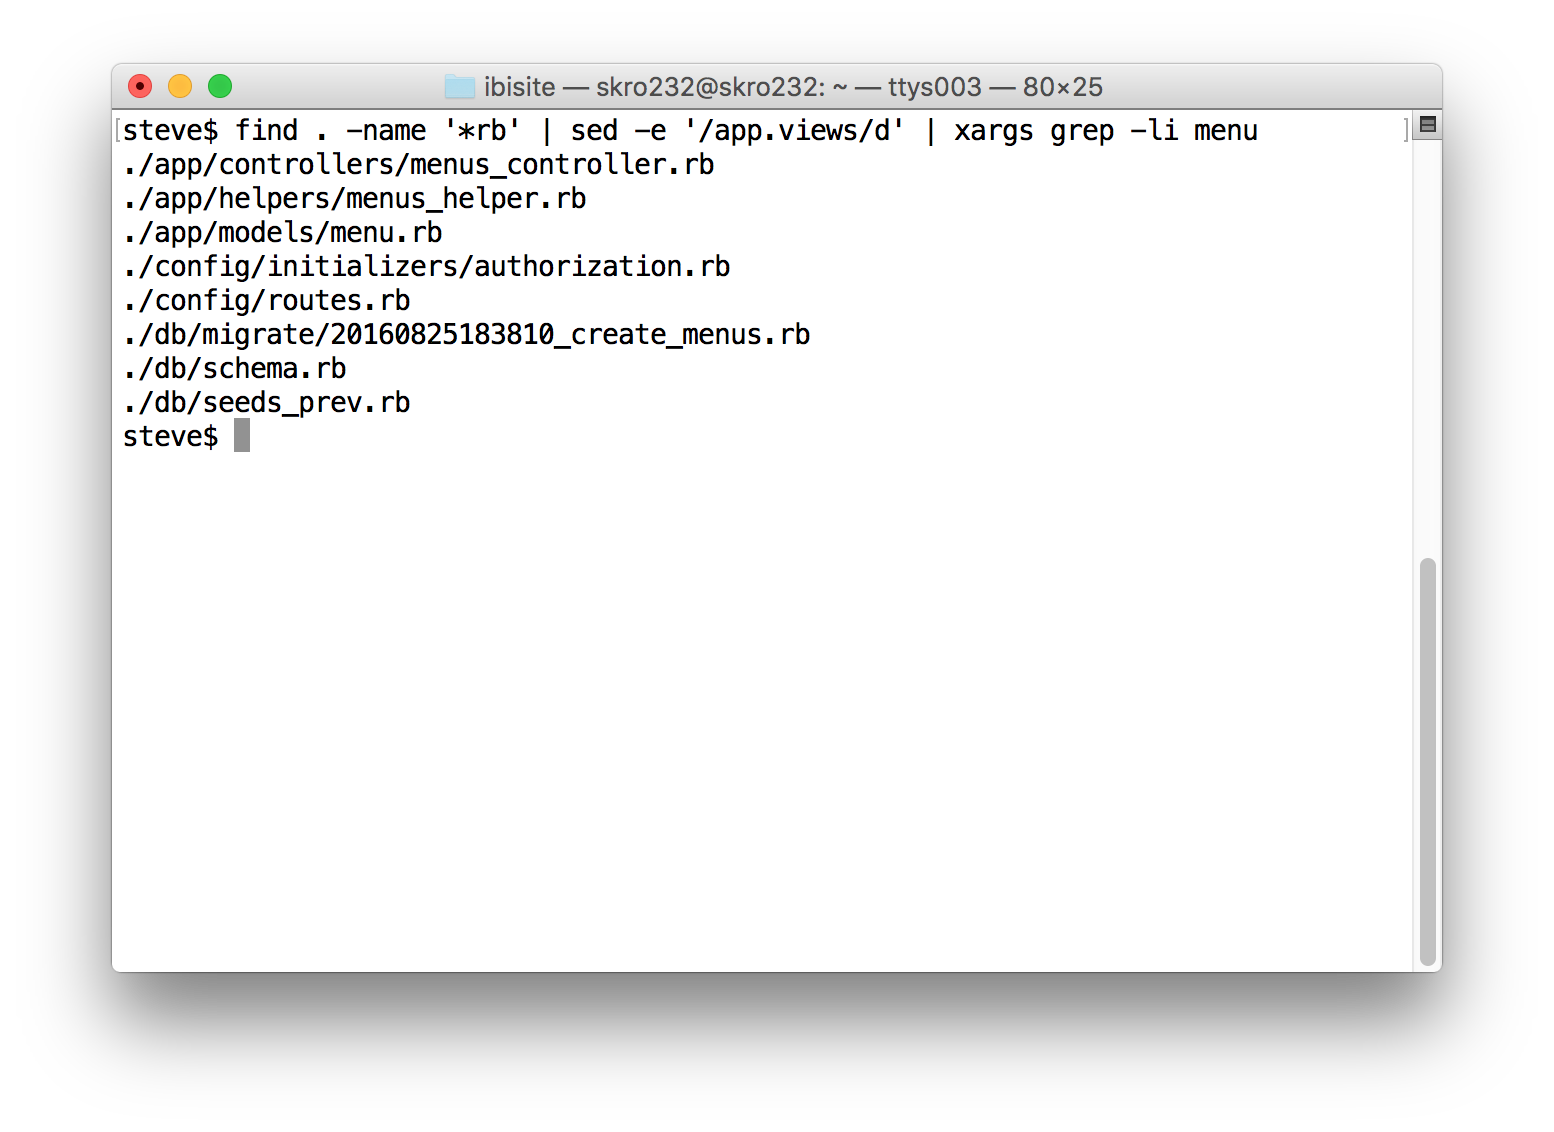 ibisite — skro232@skro232: ~ — ttys003 — 80×25
steve$ find . -name '*rb' | sed -e '/app.views/d' | xargs grep -li menu
./app/controllers/menus_controller.rb
./app/helpers/menus_helper.rb
./app/models/menu.rb
./config/initializers/authorization.rb
./config/routes.rb
./db/migrate/20160825183810_create_menus.rb
./db/schema.rb
./db/seeds_prev.rb
steve$